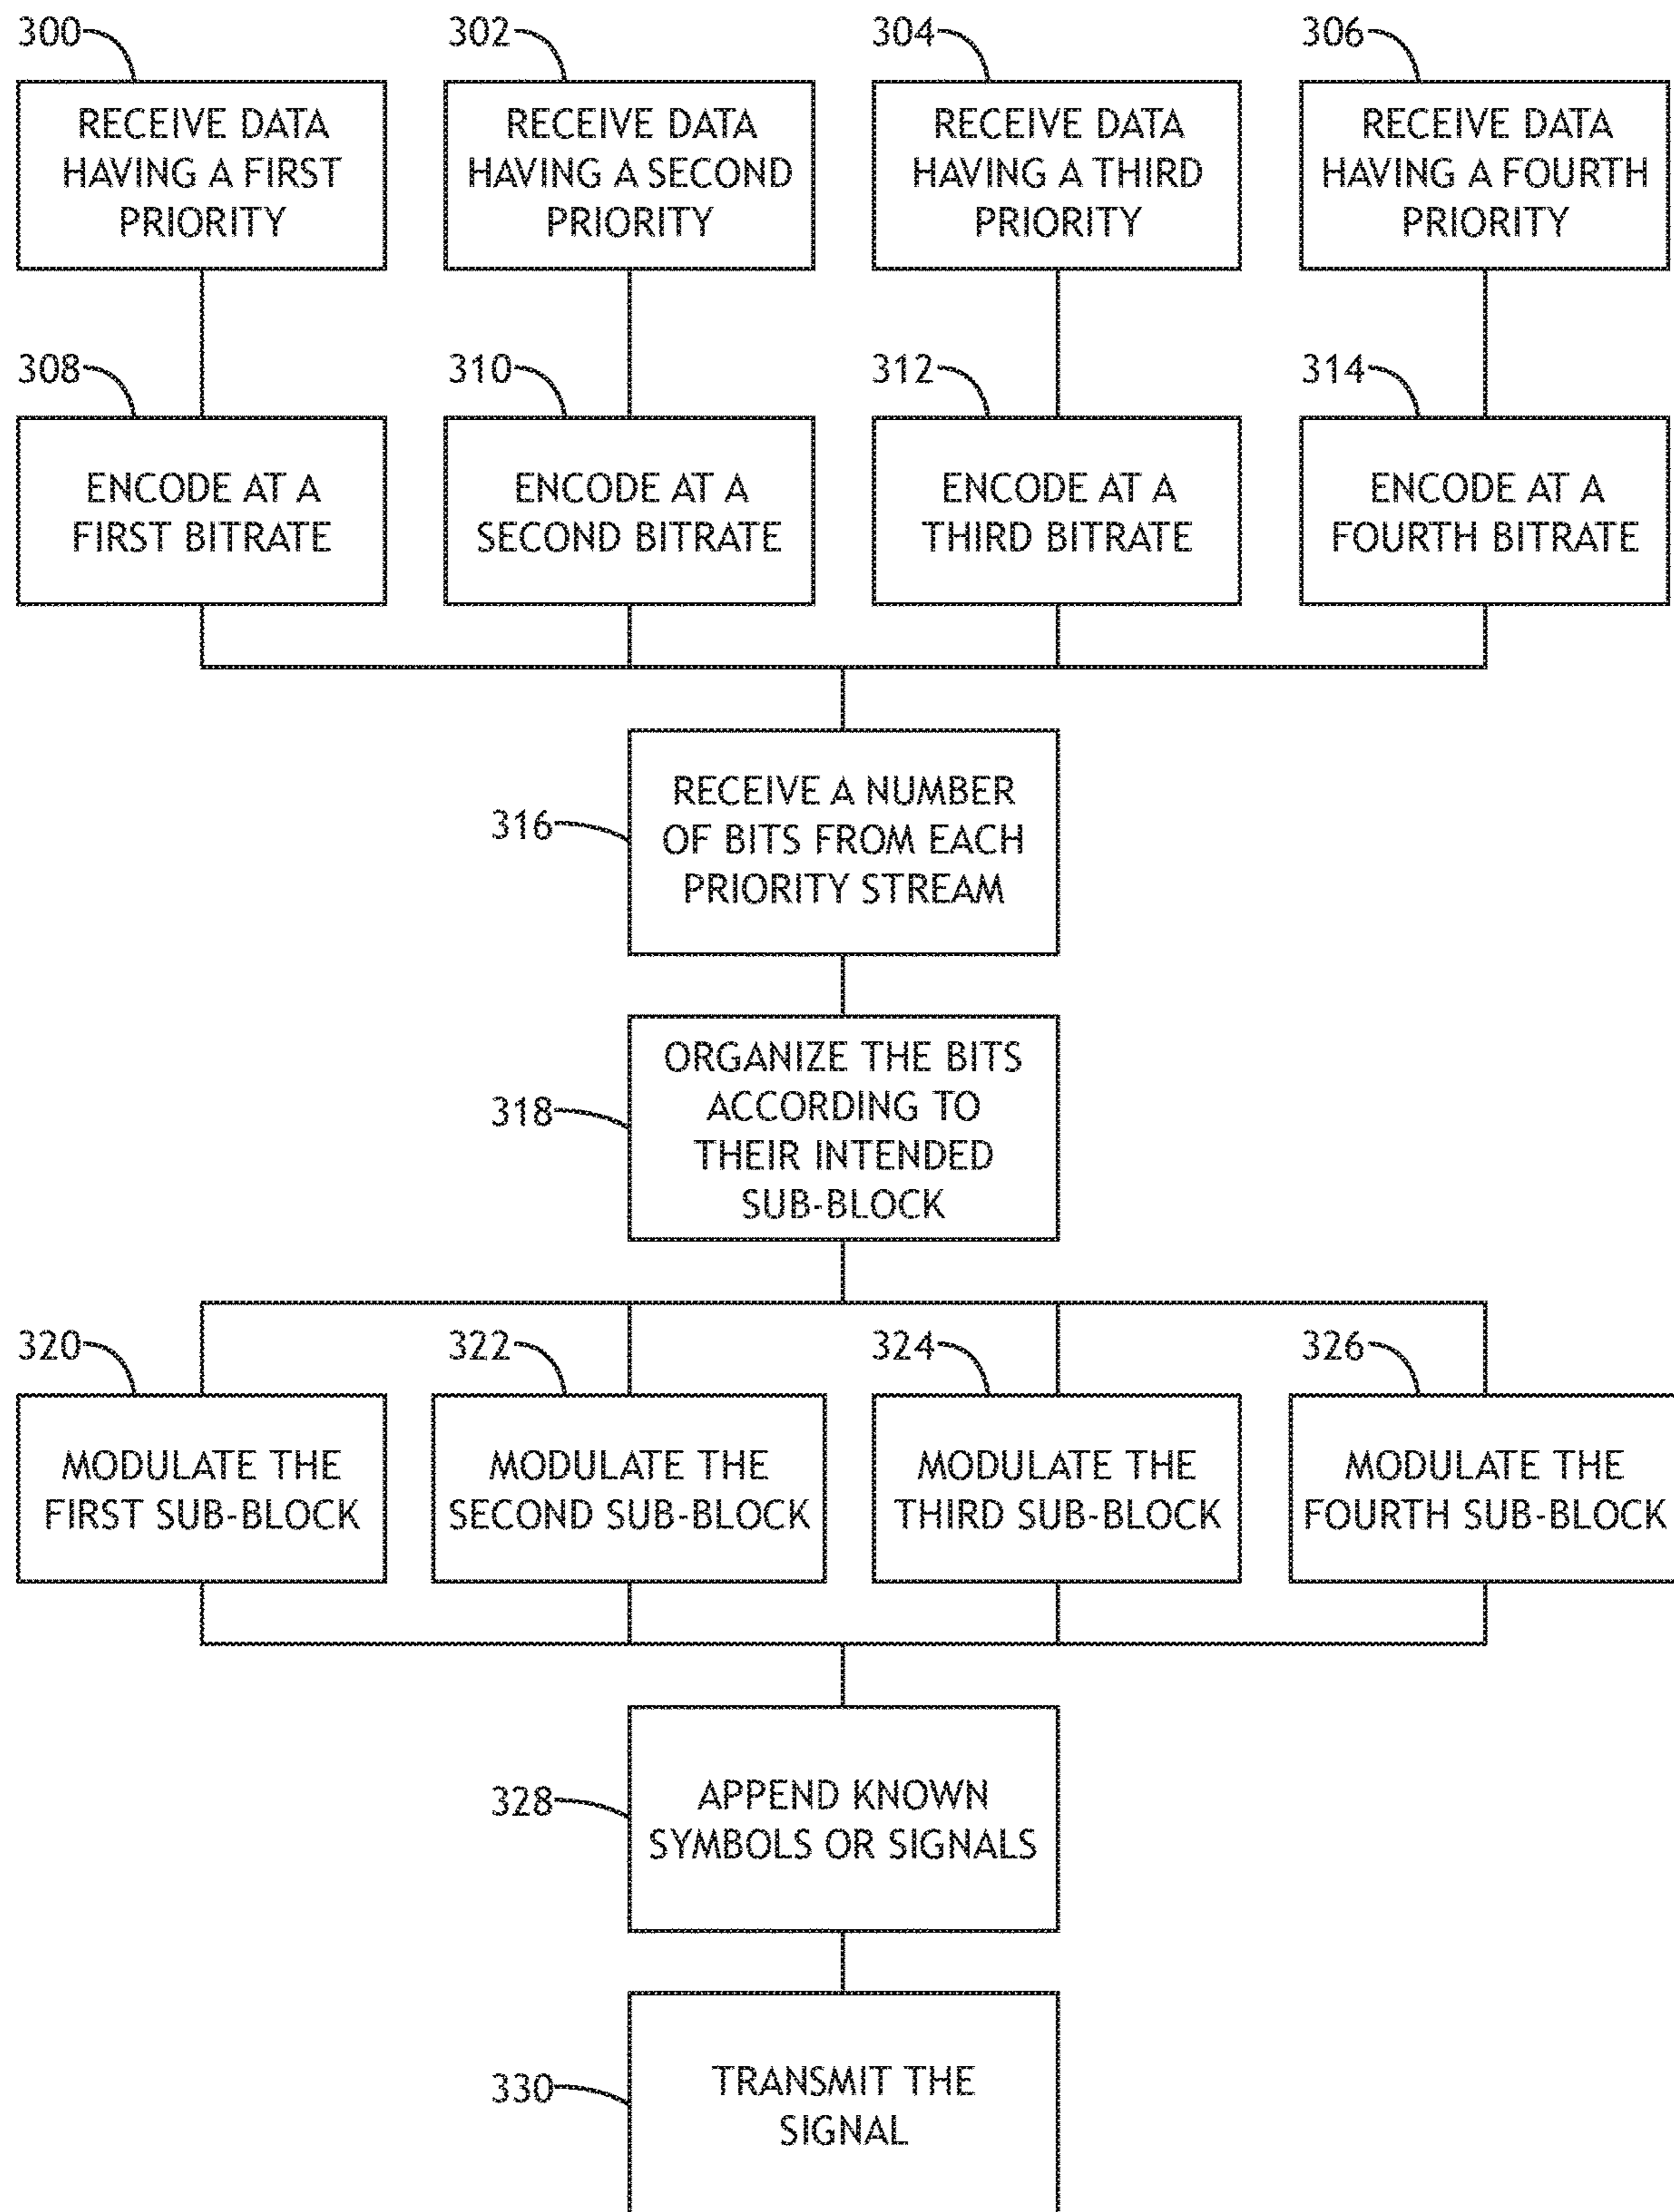 300
302
304
306
RECEIVE DATA
HAVING A FIRST
PRIORITY
RECEIVE DATA
HAVING A SECOND
PRIORITY
RECEIVE DATA
HAVING A THIRD
PRIORITY
RECEIVE DATA
HAVING A FOURTH
PRIORITY
308
310
312
314
ENCODE AT A
FIRST BITRATE
ENCODE AT A
SECOND BITRATE
ENCODE AT A
THIRD BITRATE
ENCODE AT A
FOURTH BITRATE
316
RECEIVE A NUMBER
OF BITS FROM EACH
PRIORITY STREAM
318
ORGANIZE THE BITS
ACCORDING TO
THEIR INTENDED
SUB-BLOCK
320
322
324
326
MODULATE THE
FIRST SUB-BLOCK
MODULATE THE
SECOND SUB-BLOCK
MODULATE THE
THIRD SUB-BLOCK
MODULATE THE
FOURTH SUB-BLOCK
328
APPEND KNOWN
SYMBOLS OR SIGNALS
330
TRANSMIT THE
SIGNAL